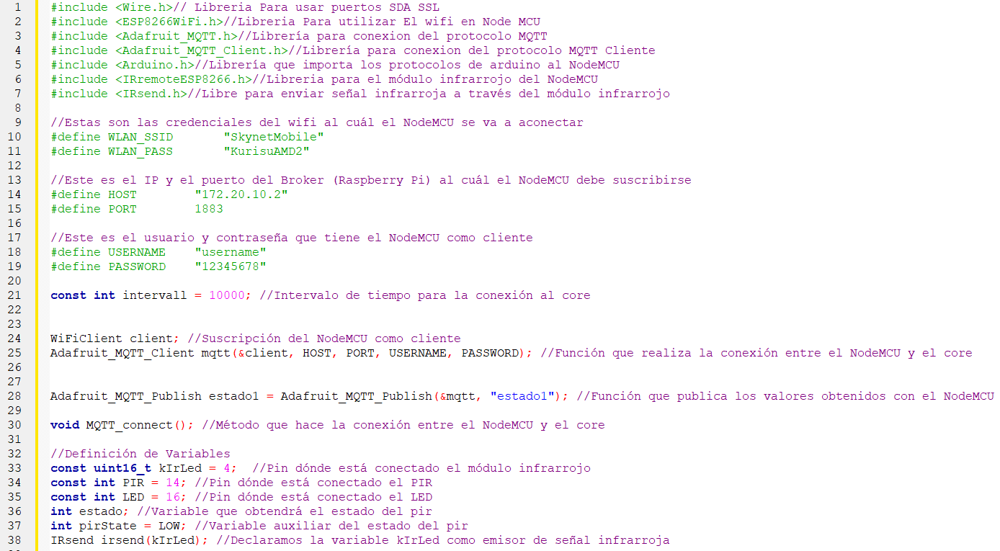 1 #include <Wire.h>// Libreria Para usar puertos SDA SSL
2 #include <ESP8266WiFi.h>//Libreria Para utilizar El wifi en Node MCU
3 #include <Adafruit_MQTT.h>//Librería para conexion del protocolo MQTT
4 #include <Adafruit_MQTT_Client.h>//Librería para conexion del protocolo MQTT Cliente
5 #include <Arduino.h>//Librería que importa los protocolos de arduino al NodeMCU
6 #include <IRremoteESP8266.h>//Libreria para el módulo infrarrojo del NodeMCU
7 #include <IRsend.h>//Libre para enviar señal infrarroja a través del módulo infrarrojo
8
9 //Estas son las credenciales del wifi al cuál el NodeMCU se va a aconectar
10 #define WLAN_SSID       "SkynetMobile"
11 #define WLAN_PASS       "KurisuAMD2"
12
13 //Este es el IP y el puerto del Broker (Raspberry Pi) al cuál el NodeMCU debe suscribirse
14 #define HOST        "172.20.10.2"
15 #define PORT        1883
16
17 //Este es el usuario y contraseña que tiene el NodeMCU como cliente
18 #define USERNAME    "username"
19 #define PASSWORD    "12345678"
20
21 const int intervall = 10000; //Intervalo de tiempo para la conexión al core
22
23
24 WiFiClient client; //Suscripción del NodeMCU como cliente
25 Adafruit_MQTT_Client mqtt(&client, HOST, PORT, USERNAME, PASSWORD); //Función que realiza la conexión entre el NodeMCU y el core
26
27
28 Adafruit_MQTT_Publish estado1 = Adafruit_MQTT_Publish(&mqtt, "estado1"); //Función que publica los valores obtenidos con el NodeMCU
29
30 void MQTT_connect(); //Método que hace la conexión entre el NodeMCU y el core
31
32 //Definición de Variables
33 const uint16_t kIrLed = 4;  //Pin dónde está conectado el módulo infrarrojo
34 const int PIR = 14; //Pin dónde está conectado el PIR
35 const int LED = 16; //Pin dónde está conectado el LED
36 int estado; //Variable que obtendrá el estado del pir
37 int pirState = LOW; //Variable auxiliar del estado del pir
38 IRsend irsend(kIrLed); //Declaramos la variable kIrLed como emisor de señal infrarroja